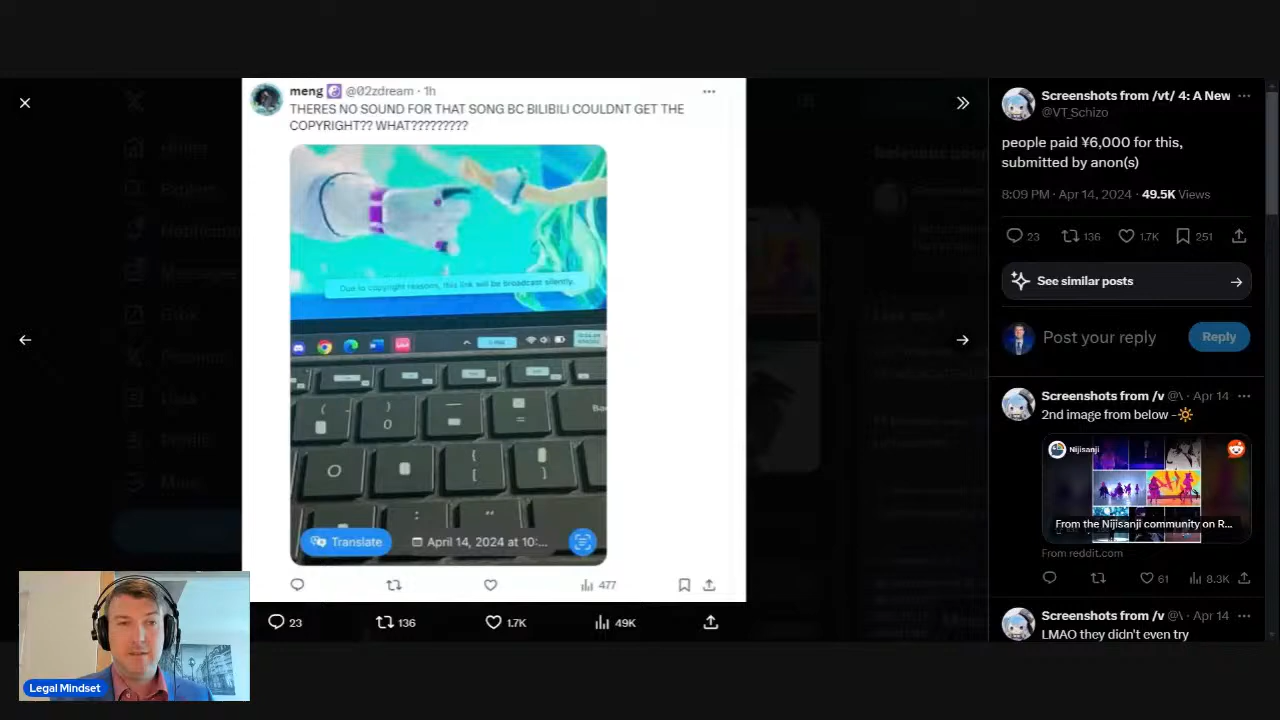 meng @02zdream · 1h
THERES NO SOUND FOR THAT SONG BC BILIBILI COULDNT GET THE
COPYRIGHT?? WHAT?????????
Due to copyright reasons, this link will be broadcast silently.
Translate
April 14, 2024 at 10:...
477
23
136
1.7K
49K
Legal Mindset
Screenshots from /vt/ 4: A New
@VT_Schizo
people paid ¥6,000 for this,
submitted by anon(s)
8:09 PM · Apr 14, 2024 · 49.5K Views
23 136 1.7K 251
See similar posts
Post your reply
Reply
Screenshots from /v @\ · Apr 14
2nd image from below -
Nijisanji
From the Nijisanji community on R...
From reddit.com
61 8.3K
Screenshots from /v @\ · Apr 14
LMAO they didn't even try